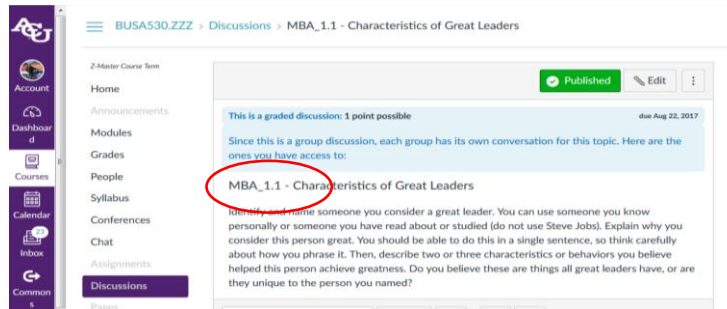 ACU
BUSA530.ZZZ > Discussions > MBA_1.1 - Characteristics of Great Leaders
Account
Dashboar
d
Courses
Calendar
23
Inbox
Common
s
Z-Master Course Term
Home
Announcements
Modules
Grades
People
Syllabus
Conferences
Chat
Assignments
Discussions
Pages
Published
Edit
This is a graded discussion: 1 point possible
due Aug 22, 2017
Since this is a group discussion, each group has its own conversation for this topic. Here are the
ones you have access to:
MBA_1.1 - Characteristics of Great Leaders
Identify and name someone you consider a great leader. You can use someone you know
personally or someone you have read about or studied (do not use Steve Jobs). Explain why you
consider this person great. You should be able to do this in a single sentence, so think carefully
about how you phrase it. Then, describe two or three characteristics or behaviors you believe
helped this person achieve greatness. Do you believe these are things all great leaders have, or are
they unique to the person you named?